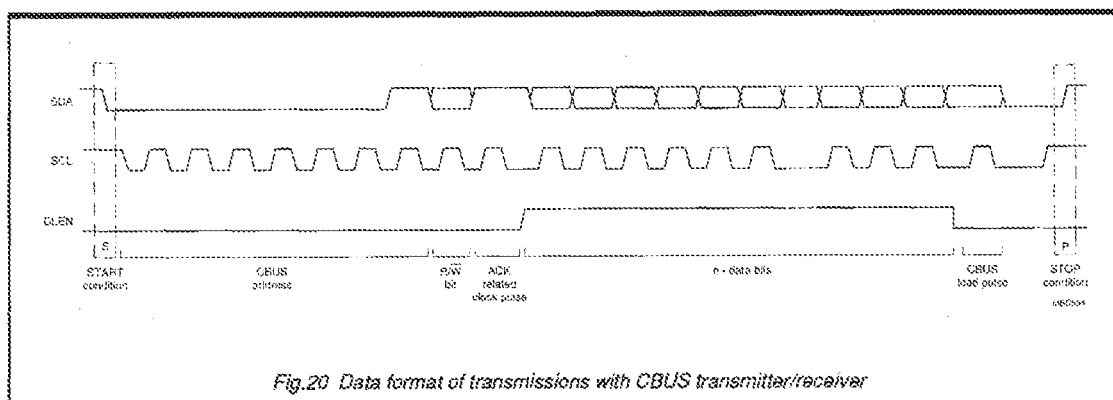 SDA
SCL
DLEN
S
P
START
condition
CBUS
address
R/W
bit
ACK
related
clock pulse
n - data bits
CBUS
load pulse
STOP
condition
Fig.20 Data format of transmissions with CBUS transmitter/receiver